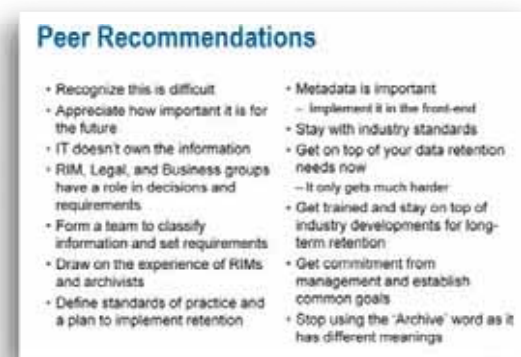 Peer Recommendations
• Recognize this is difficult
• Appreciate how important it is for
the future
• IT doesn't own the information
• RIM, Legal, and Business groups
have a role in decisions and
requirements
• Form a team to classify
information and set requirements
• Draw on the experience of RIMs
and archivists
• Define standards of practice and
a plan to implement retention
• Metadata is important
– Implement it in the front-end
• Stay with industry standards
• Get on top of your data retention
needs now
– It only gets much harder
• Get trained and stay on top of
industry developments for long-
term retention
• Get commitment from
management and establish
common goals
• Stop using the 'Archive' word as it
has different meanings